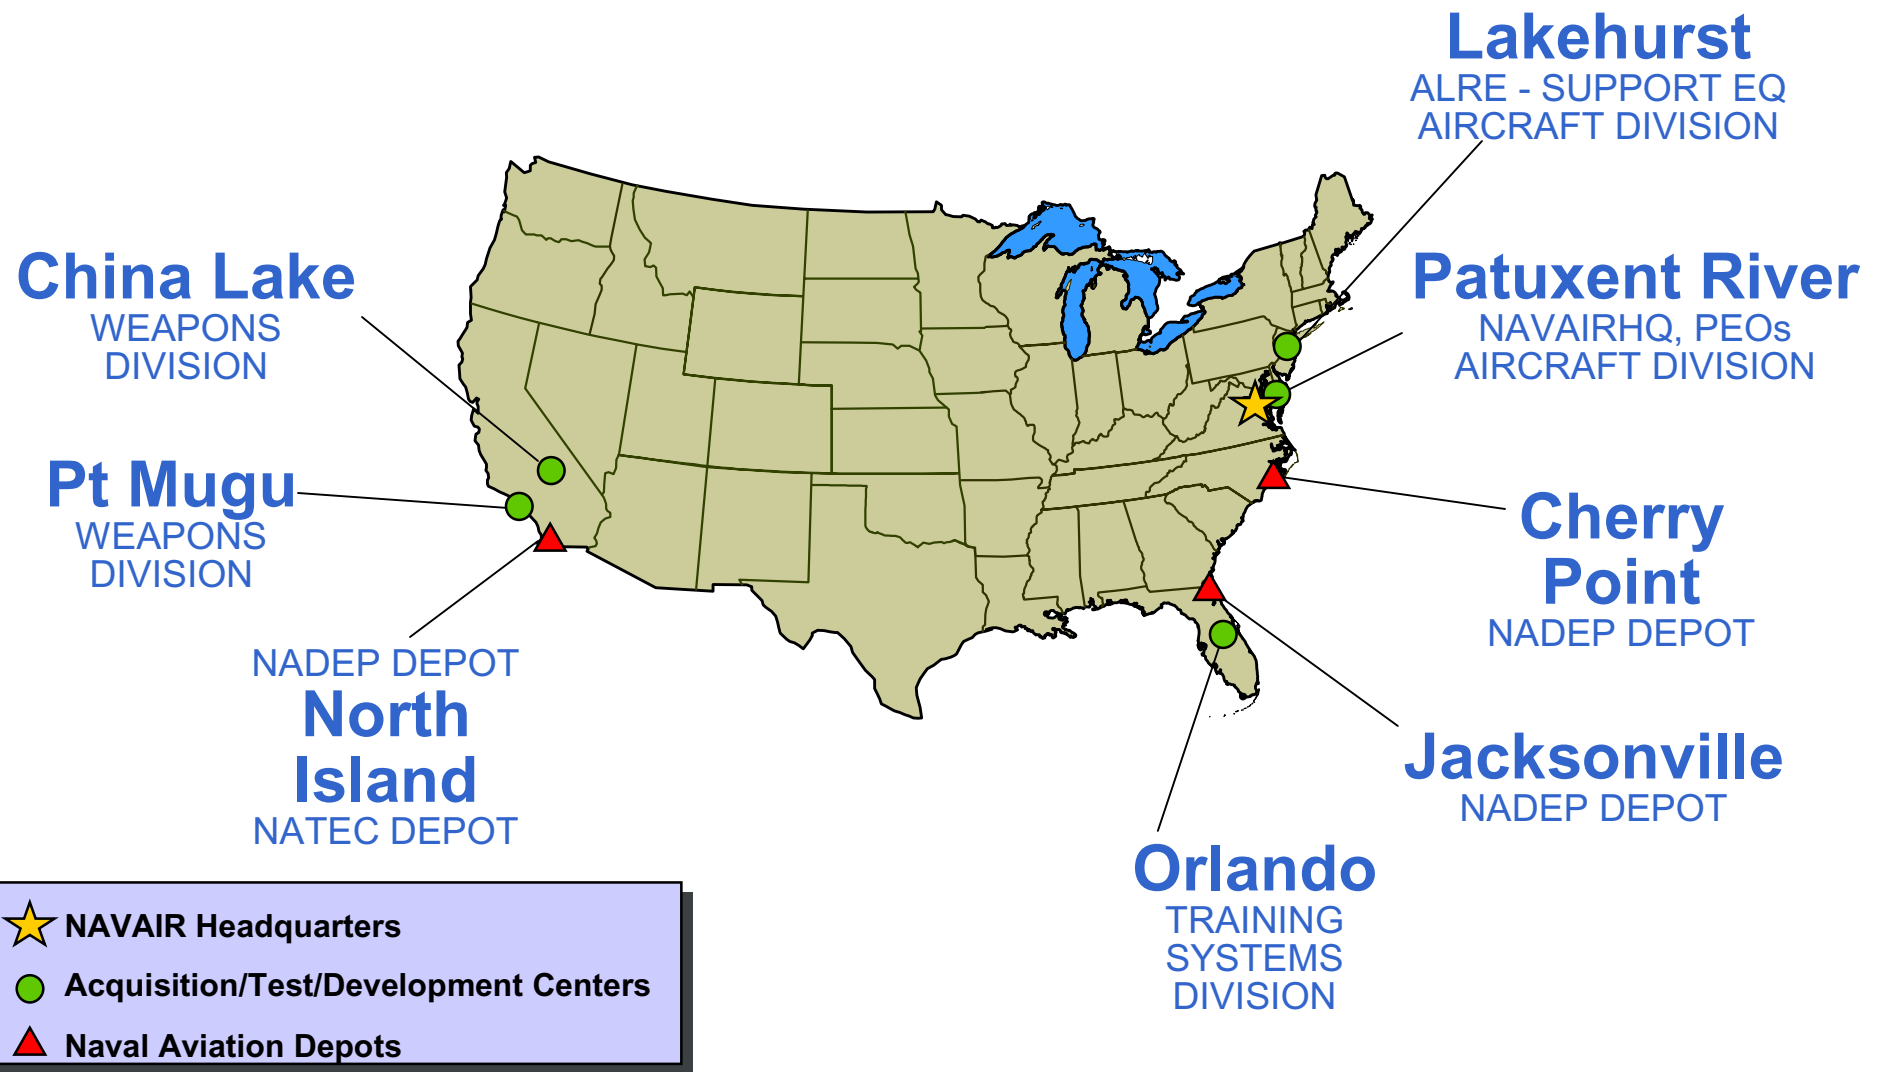 Lakehurst
ALRE - SUPPORT EQ
AIRCRAFT DIVISION
China Lake
WEAPONS
DIVISION
Patuxent River
NAVAIRHQ, PEOs
AIRCRAFT DIVISION
Pt Mugu
WEAPONS
DIVISION
Cherry
Point
NADEP DEPOT
NADEP DEPOT
North
Island
NATEC DEPOT
Jacksonville
NADEP DEPOT
Orlando
TRAINING
SYSTEMS
DIVISION
NAVAIR Headquarters
Acquisition/Test/Development Centers
Naval Aviation Depots